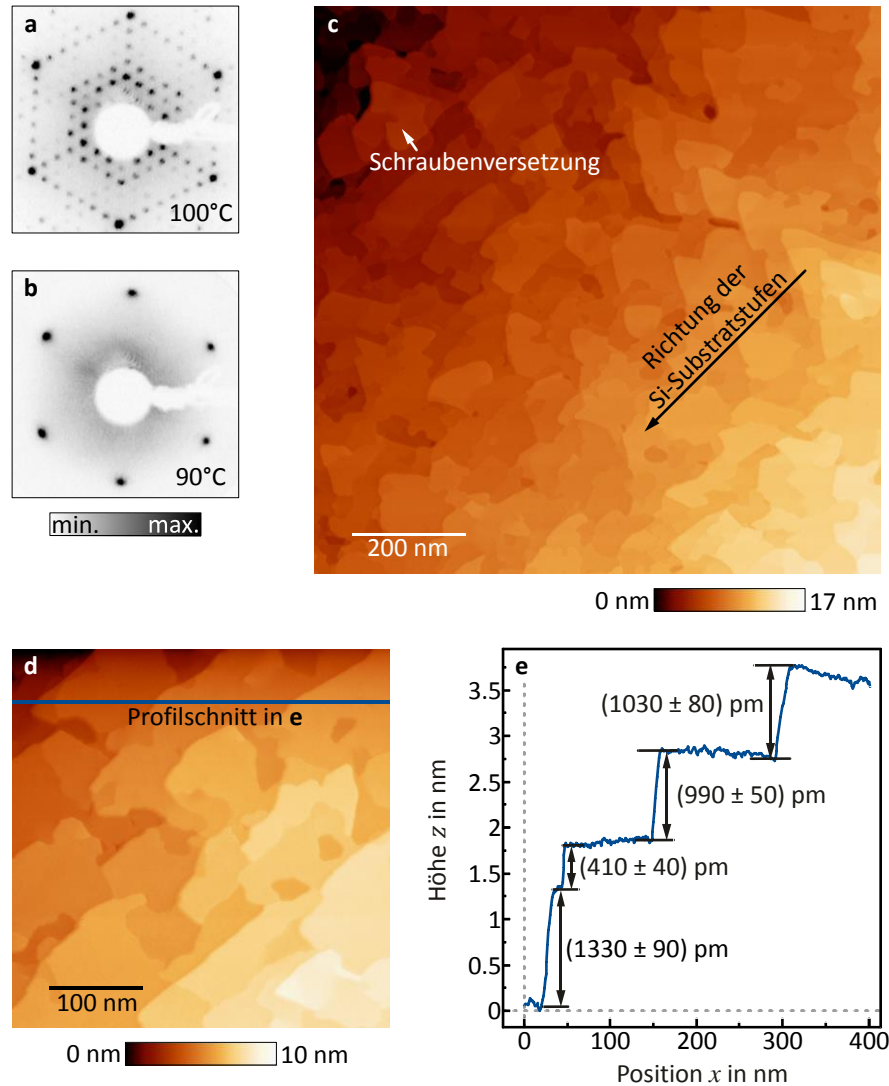 a
100°C
b
90°C
min. max.
c
Schraubenversetzung
Richtung der
Si-Substratstufen
200 nm
0 nm 17 nm
d
Profilschnitt in e
100 nm
0 nm 10 nm
e
Höhe z in nm
3.5
3
2.5
2
1.5
1
0.5
0
(1030 ± 80) pm
(990 ± 50) pm
(410 ± 40) pm
(1330 ± 90) pm
0 100 200 300 400
Position x in nm